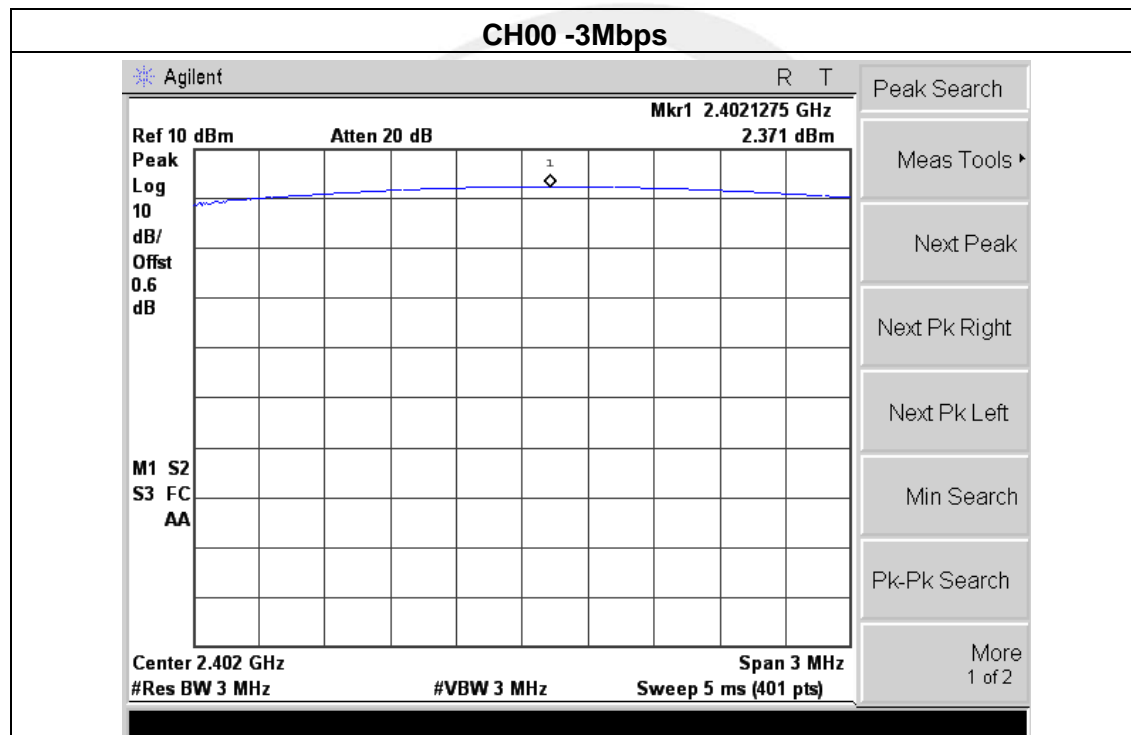 CH00 -3Mbps
Agilent R T
Peak Search
Mkr1 2.4021275 GHz
Ref 10 dBm Atten 20 dB 2.371 dBm
Peak
Log
10
dB/
Offst
0.6
dB
1
Meas Tools
Next Peak
Next Pk Right
Next Pk Left
M1 S2
S3 FC
AA
Min Search
Pk-Pk Search
Center 2.402 GHz Span 3 MHz
#Res BW 3 MHz #VBW 3 MHz Sweep 5 ms (401 pts)
More
1 of 2